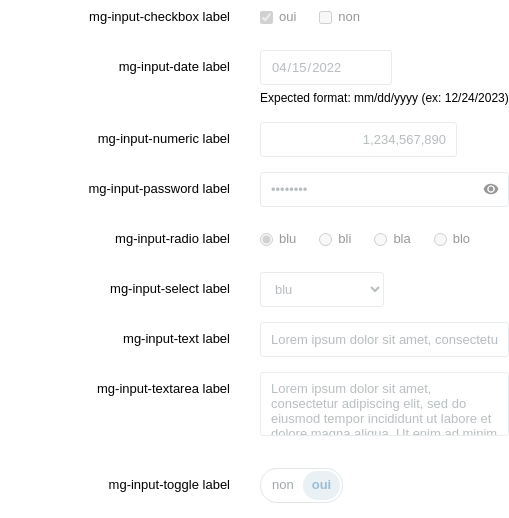 mg-input-checkbox label oui non
mg-input-date label 04/15/2022
Expected format: mm/dd/yyyy (ex: 12/24/2023)
mg-input-numeric label 1,234,567,890
mg-input-password label ••••••••
mg-input-radio label blu bli bla blo
mg-input-select label blu
mg-input-text label Lorem ipsum dolor sit amet, consectetu
mg-input-textarea label Lorem ipsum dolor sit amet,
consectetur adipiscing elit, sed do
eiusmod tempor incididunt ut labore et
dolore magna aliqua. Ut enim ad minim
mg-input-toggle label non oui